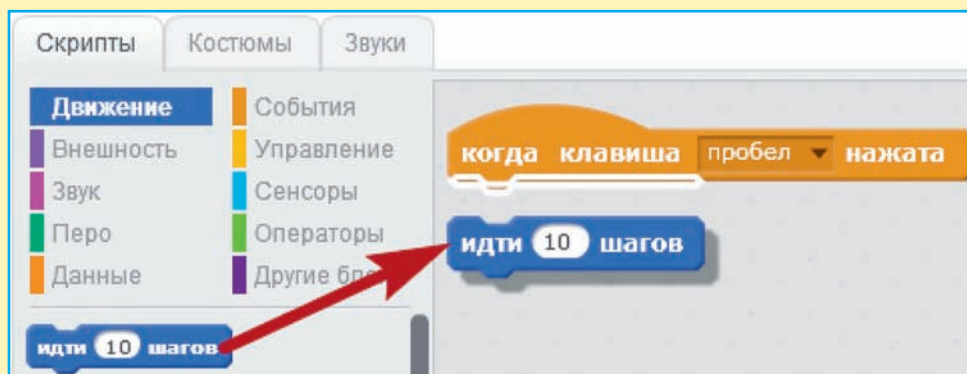 Скрипты Костюмы Звуки
Движение События
Внешность Управление
Звук Сенсоры
Перо Операторы
Данные Другие
идти 10 шагов
когда клавиша пробел нажата
идти 10 шагов